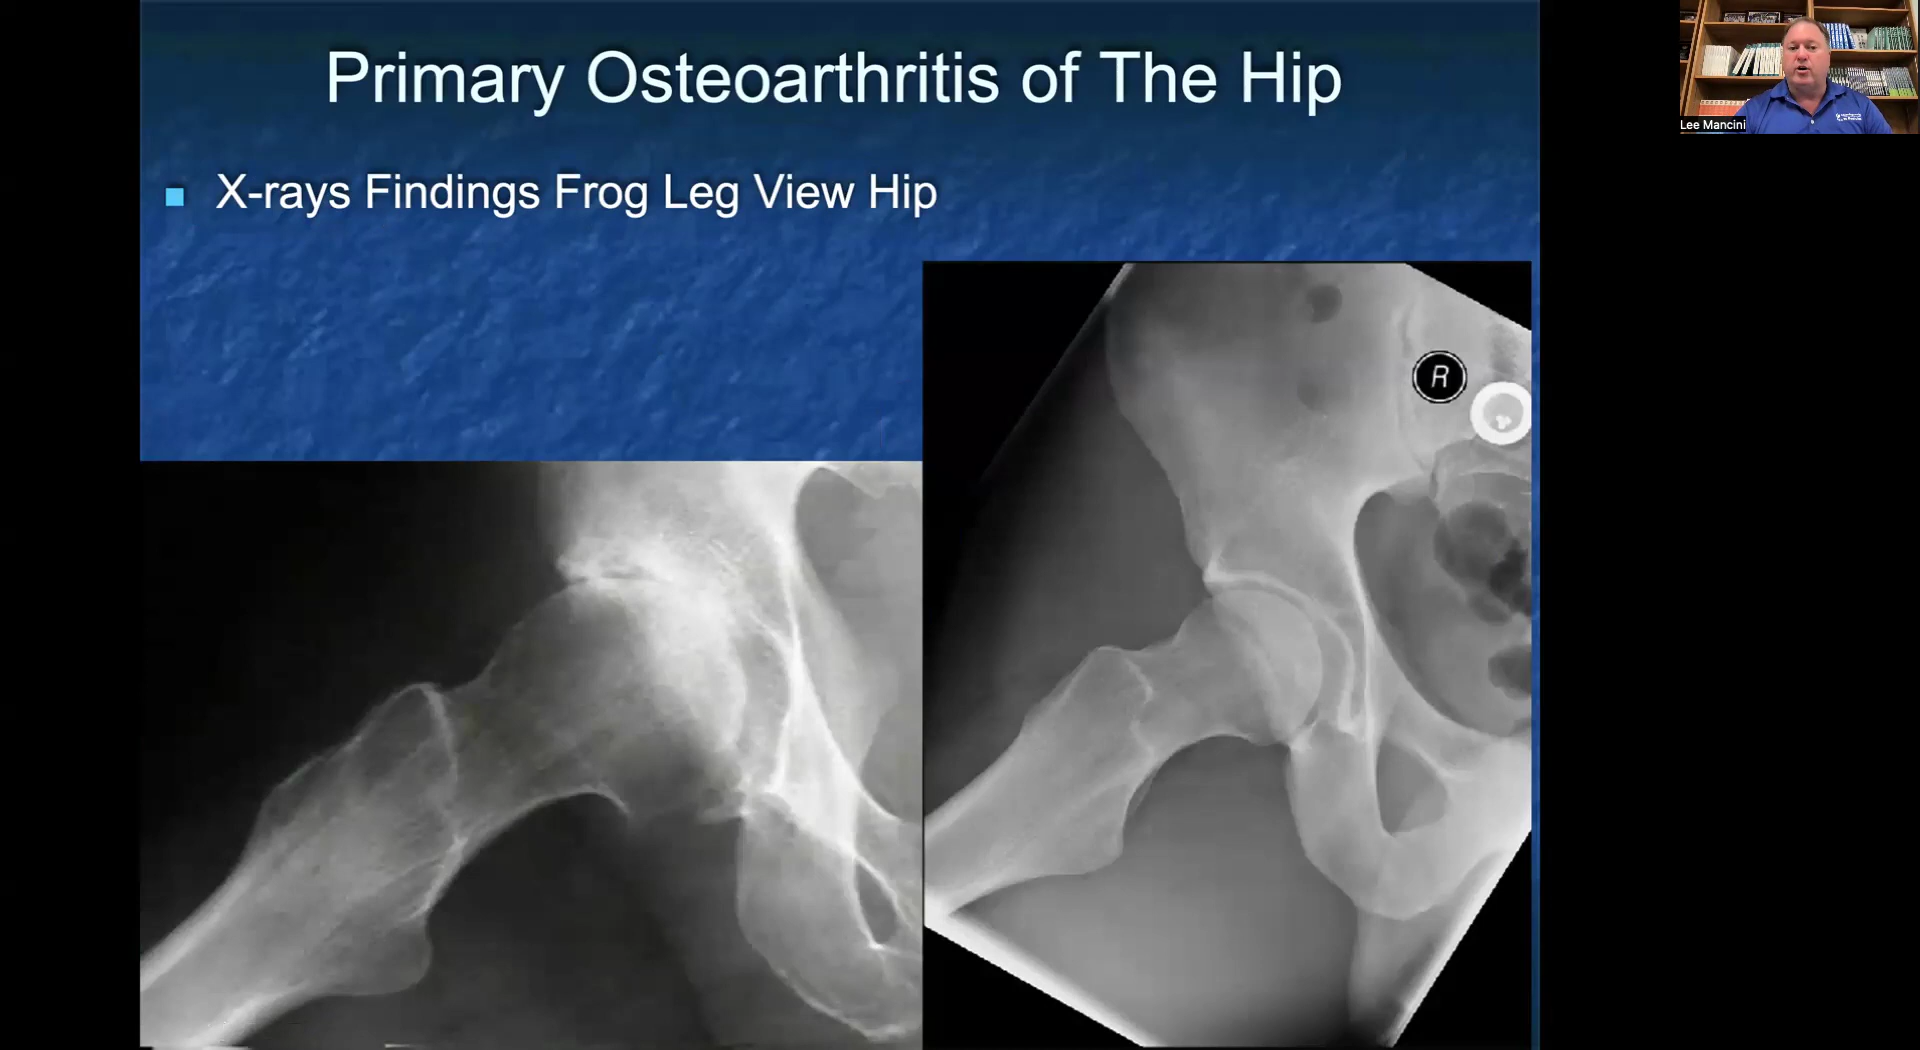 Primary Osteoarthritis of The Hip
X-rays Findings Frog Leg View Hip
R
Lee Mancini